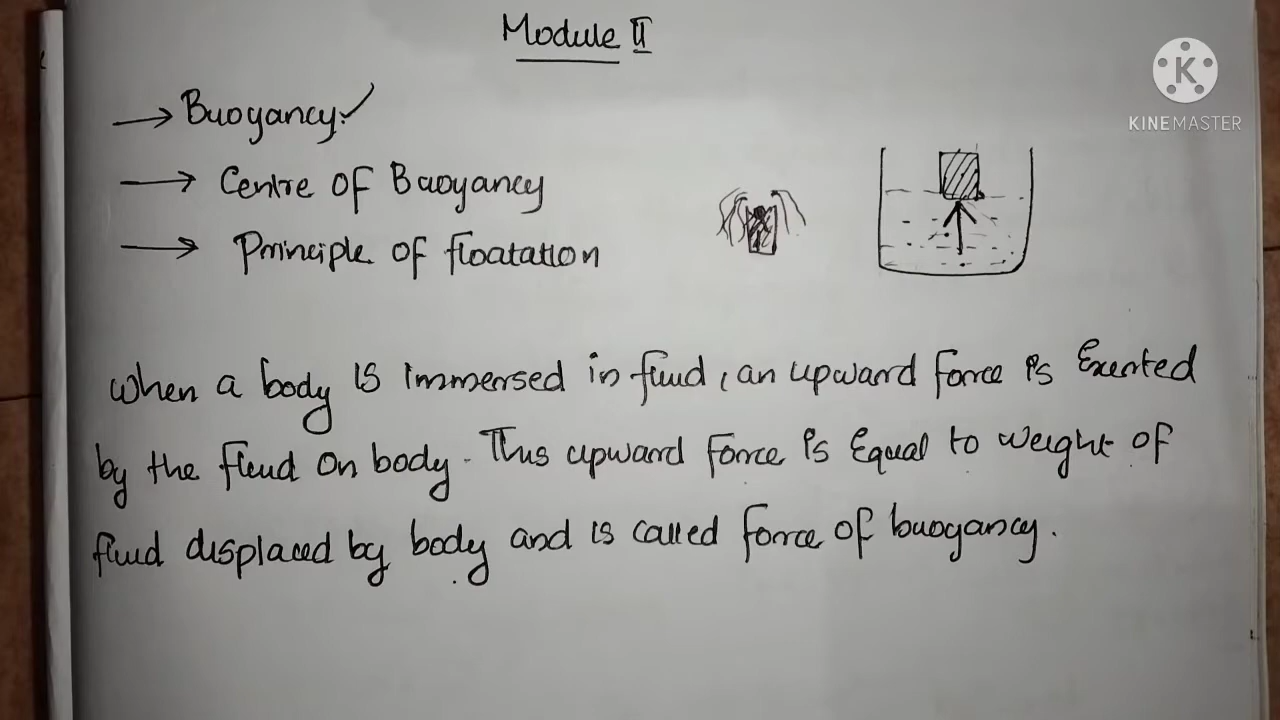 Module II
→ Buoyancy ✓
→ Centre of Buoyancy
→ Principle of floatation
K
KINEMASTER
When a body is immersed in fluid, an upward force is Exerted
by the fluid on body. This upward force is Equal to weight of
fluid displaced by body and is called force of buoyancy.